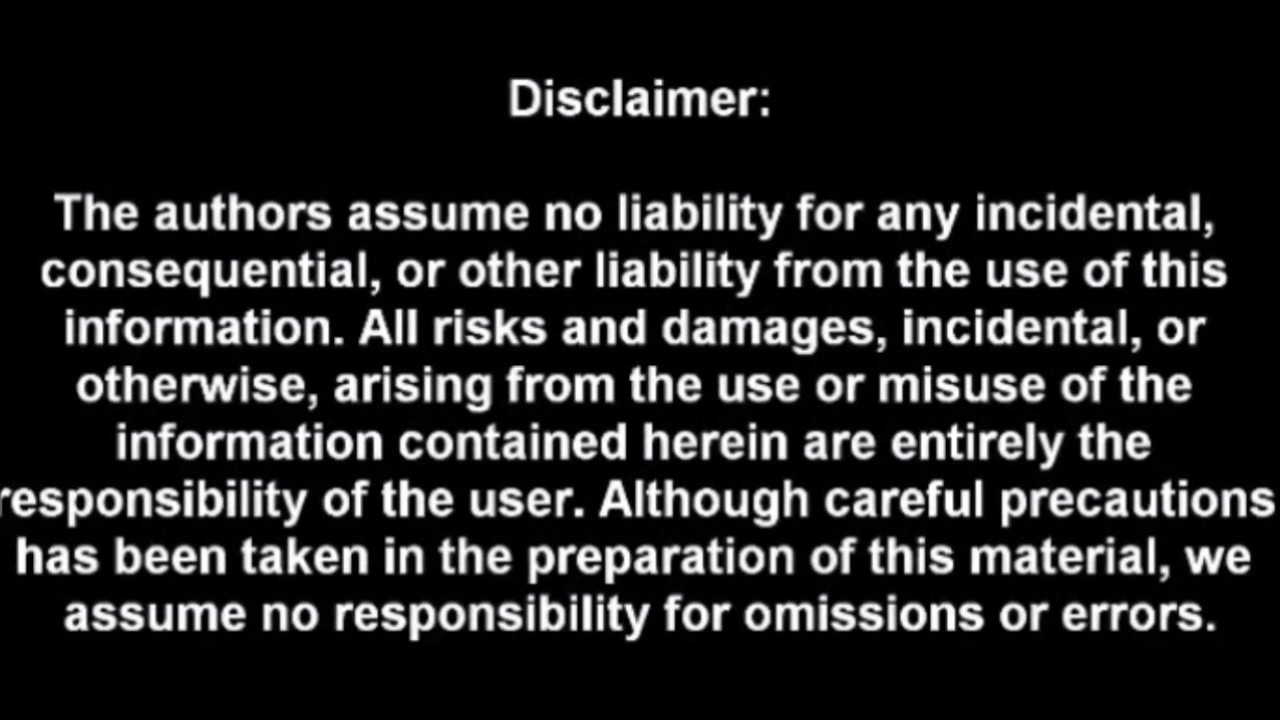 Disclaimer:
The authors assume no liability for any incidental,
consequential, or other liability from the use of this
information. All risks and damages, incidental, or
otherwise, arising from the use or misuse of the
information contained herein are entirely the
responsibility of the user. Although careful precautions
has been taken in the preparation of this material, we
assume no responsibility for omissions or errors.